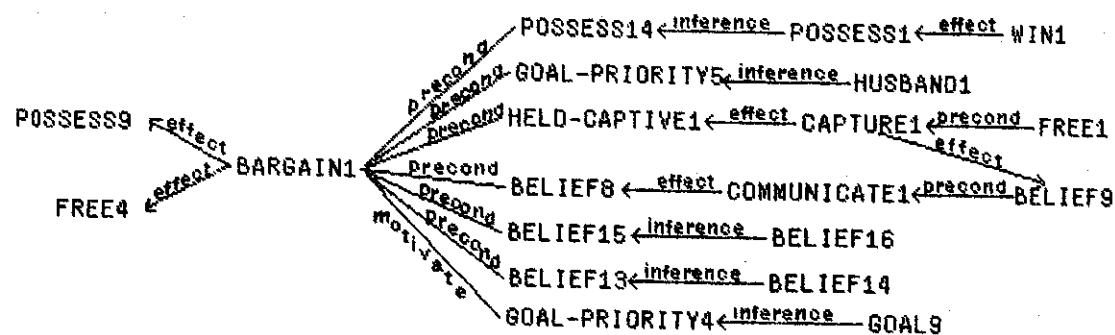 POSSESS14 inference POSSESS1 effect WIN1
precond
GOAL-PRIORITY5 inference HUSBAND1
precond
HELD-CAPTIVE1 effect CAPTURE1 precond FREE1
precond
effect
POSSESS9 effect
BARGAIN1
FREE4 effect
precond BELIEF8 effect COMMUNICATE1 precond BELIEF9
precond BELIEF15 inference BELIEF16
precond BELIEF13 inference BELIEF14
motivate GOAL-PRIORITY4 inference GOAL9